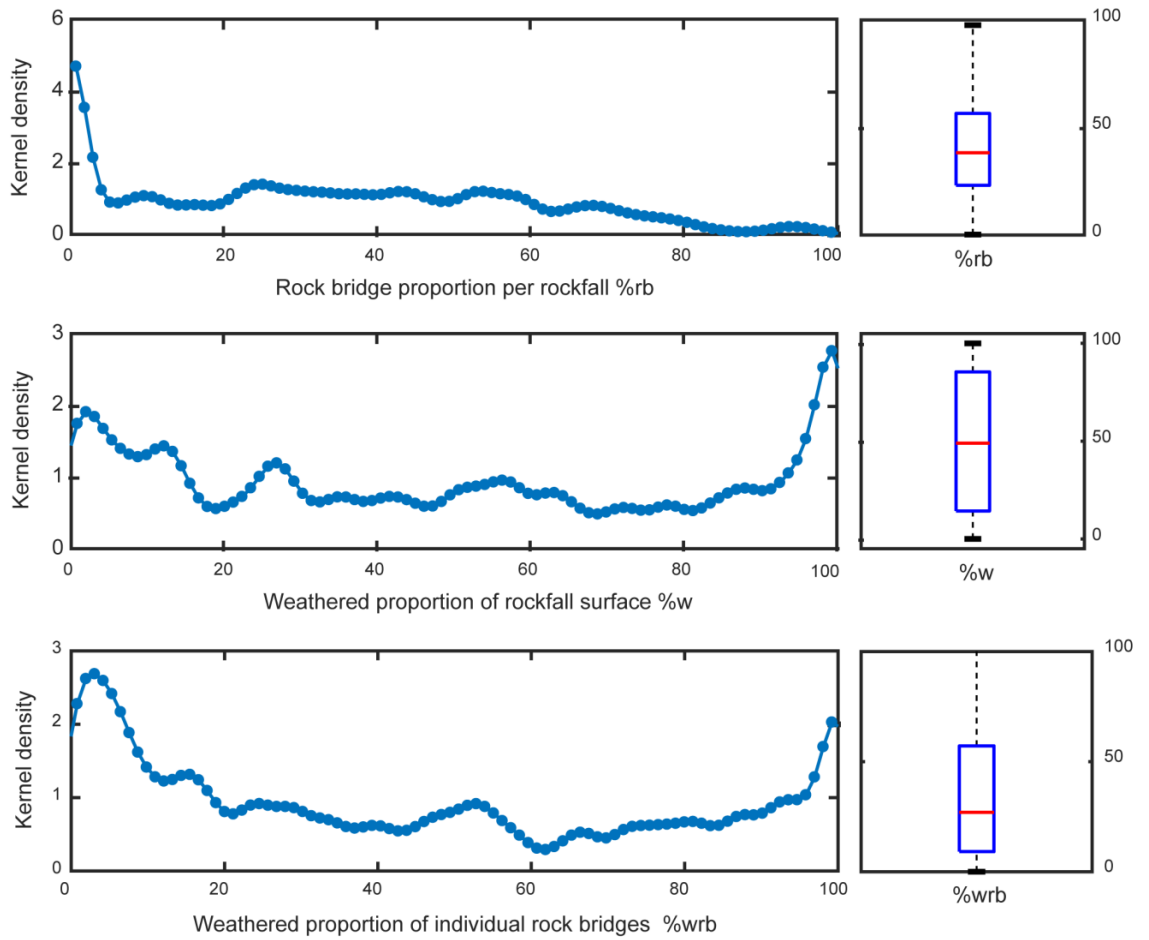 6
4
2
0
Kernel density
0 20 40 60 80 100
Rock bridge proportion per rockfall %rb
100
50
0
%rb
3
2
1
0
Kernel density
0 20 40 60 80 100
Weathered proportion of rockfall surface %w
100
50
0
%w
3
2
1
0
Kernel density
0 20 40 60 80 100
Weathered proportion of individual rock bridges %wrb
100
50
0
%wrb